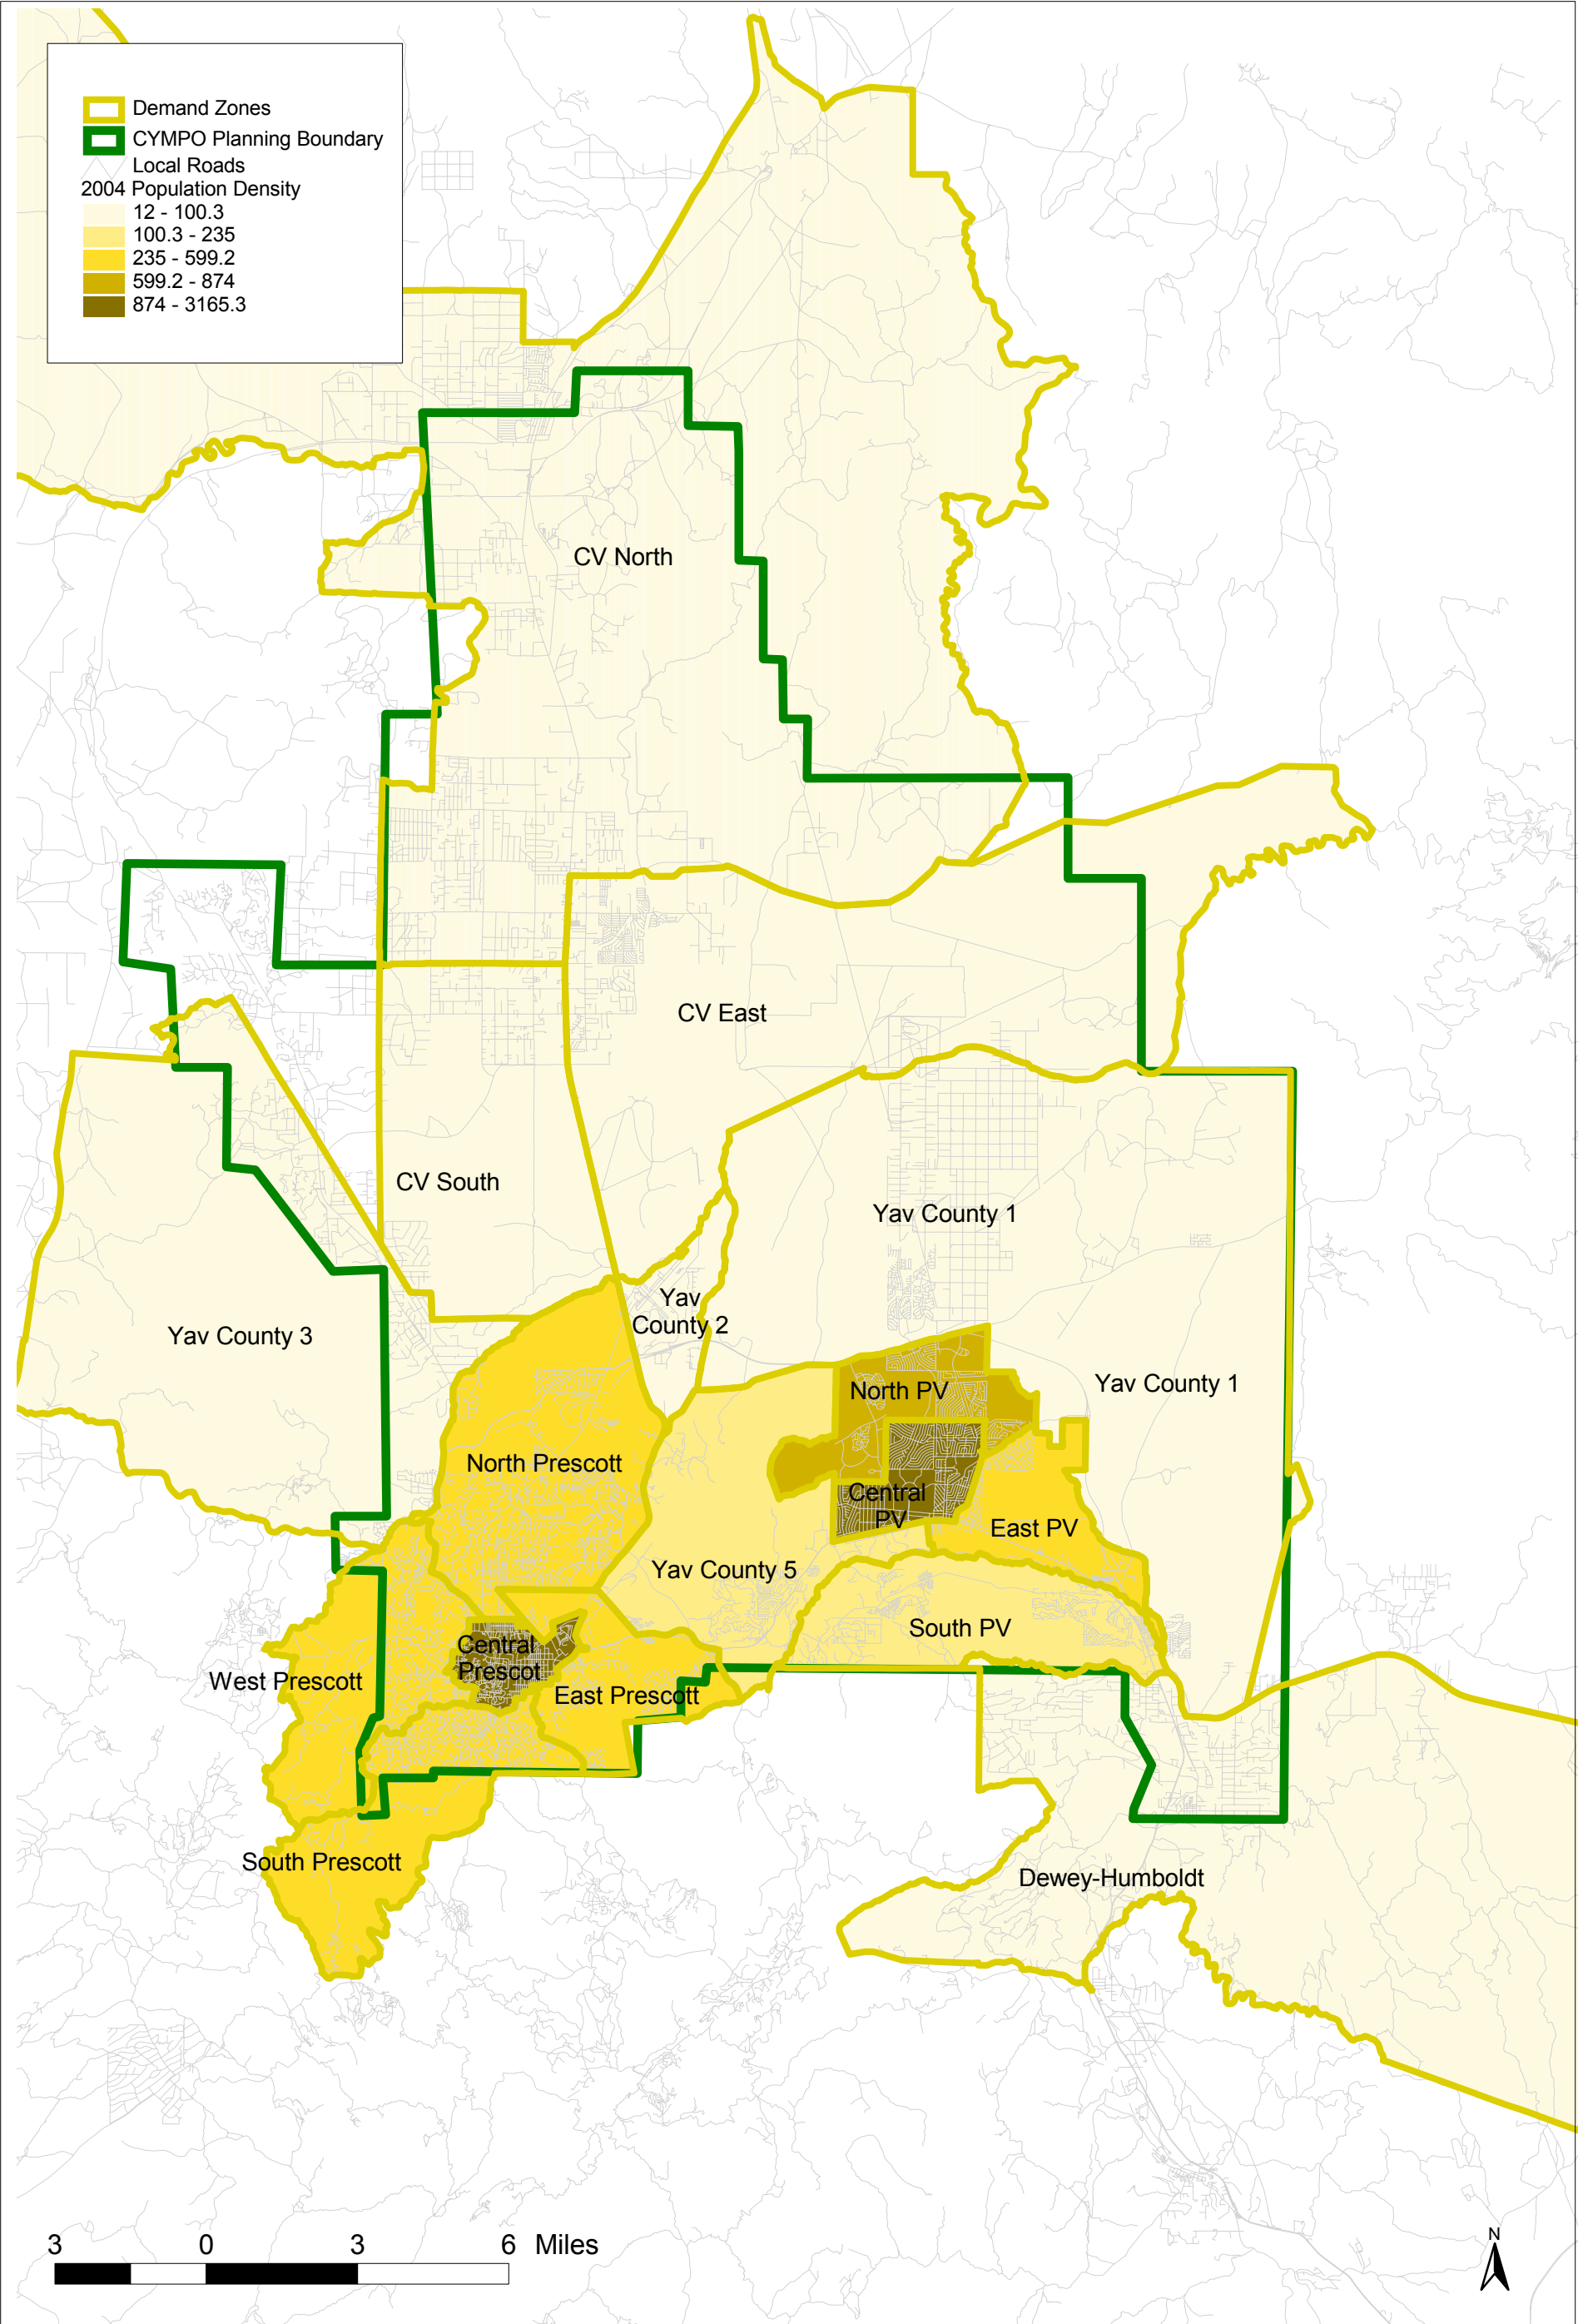 Demand Zones
CYMPO Planning Boundary
Local Roads
2004 Population Density
12 - 100.3
100.3 - 235
235 - 599.2
599.2 - 874
874 - 3165.3
CV North
CV East
CV South
Yav County 1
Yav
County 2
Yav County 3
Yav County 1
North PV
North Prescott
Central
PV
East PV
Yav County 5
South PV
Central
Prescot
West Prescott
East Prescott
South Prescott
Dewey-Humboldt
3 0 3 6 Miles
N